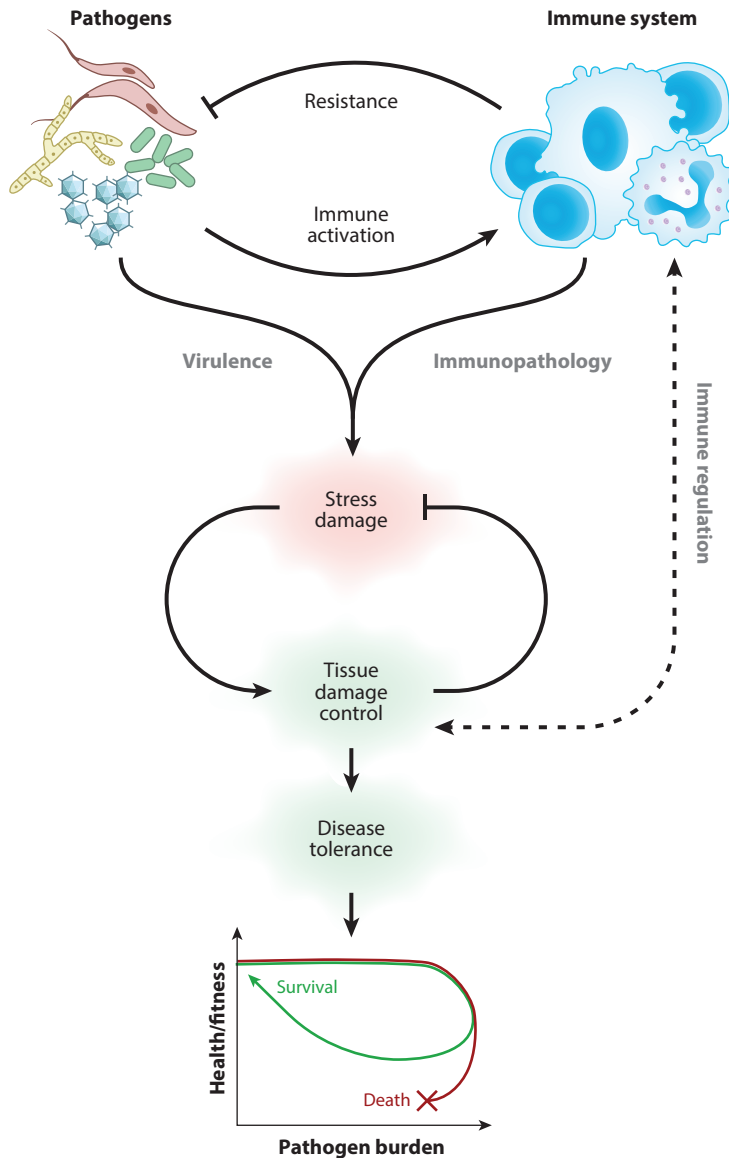 Pathogens
Immune system
Resistance
Immune
activation
Virulence
Immunopathology
Immune regulation
Stress
damage
Tissue
damage
control
Disease
tolerance
Health/fitness
Survival
Death
Pathogen burden